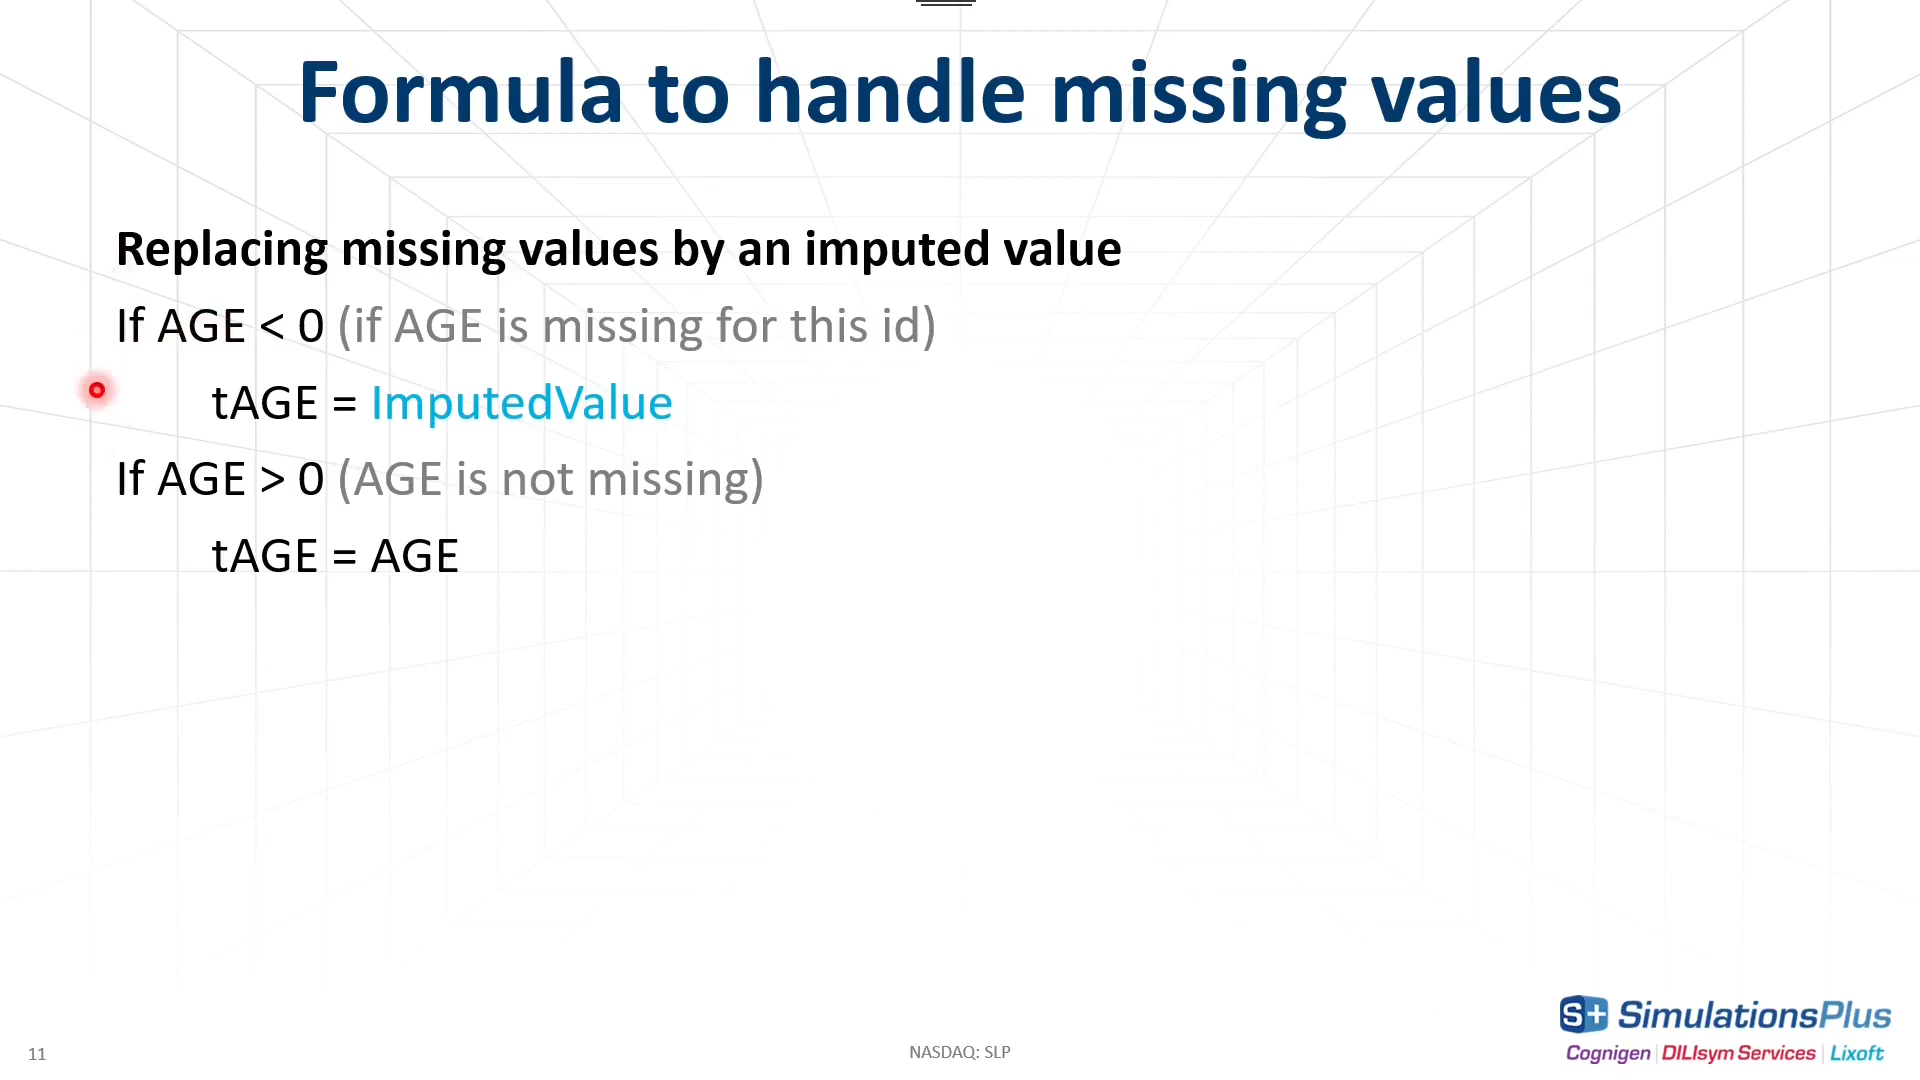 Formula to handle missing values
Replacing missing values by an imputed value
If AGE < 0 (if AGE is missing for this id)
tAGE = ImputedValue
If AGE > 0 (AGE is not missing)
tAGE = AGE
S+ SimulationsPlus
Cognigen | DILIsym Services | Lixoft
11
NASDAQ: SLP